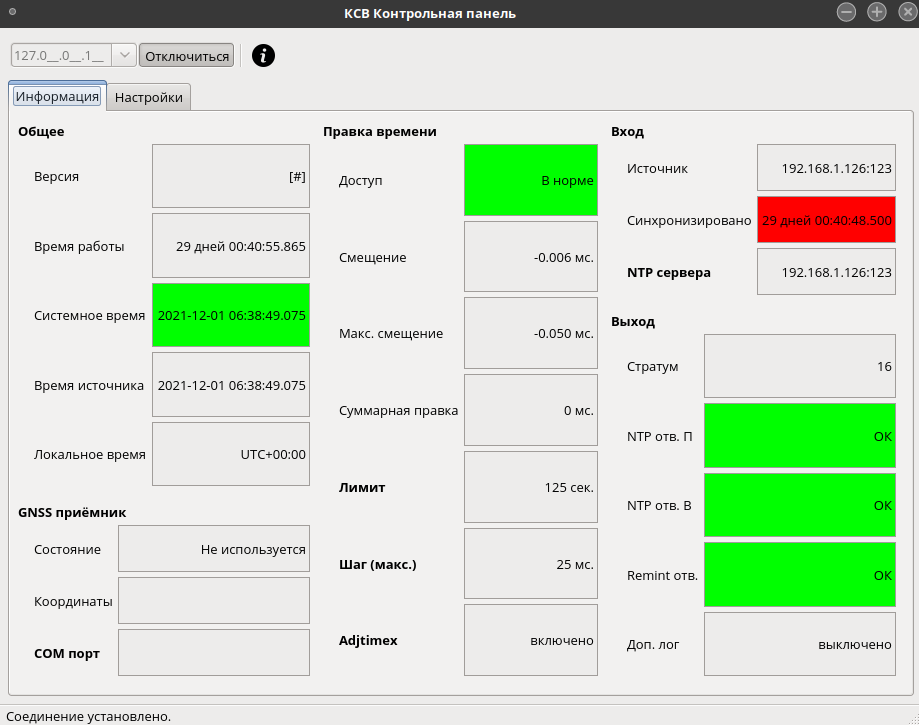 КСВ Контрольная панель
127.0__.0__.1__
Отключиться
Информация
Настройки
Общее
Версия
[#]
Время работы
29 дней 00:40:55.865
Системное время
2021-12-01 06:38:49.075
Время источника
2021-12-01 06:38:49.075
Локальное время
UTC+00:00
GNSS приёмник
Состояние
Не используется
Координаты
COM порт
Правка времени
Доступ
В норме
Смещение
-0.006 мс.
Макс. смещение
-0.050 мс.
Суммарная правка
0 мс.
Лимит
125 сек.
Шаг (макс.)
25 мс.
Adjtimex
включено
Вход
Источник
192.168.1.126:123
Синхронизировано
29 дней 00:40:48.500
NTP сервера
192.168.1.126:123
Выход
Стратум
16
NTP отв. П
ОК
NTP отв. В
ОК
Remint отв.
ОК
Доп. лог
выключено
Соединение установлено.